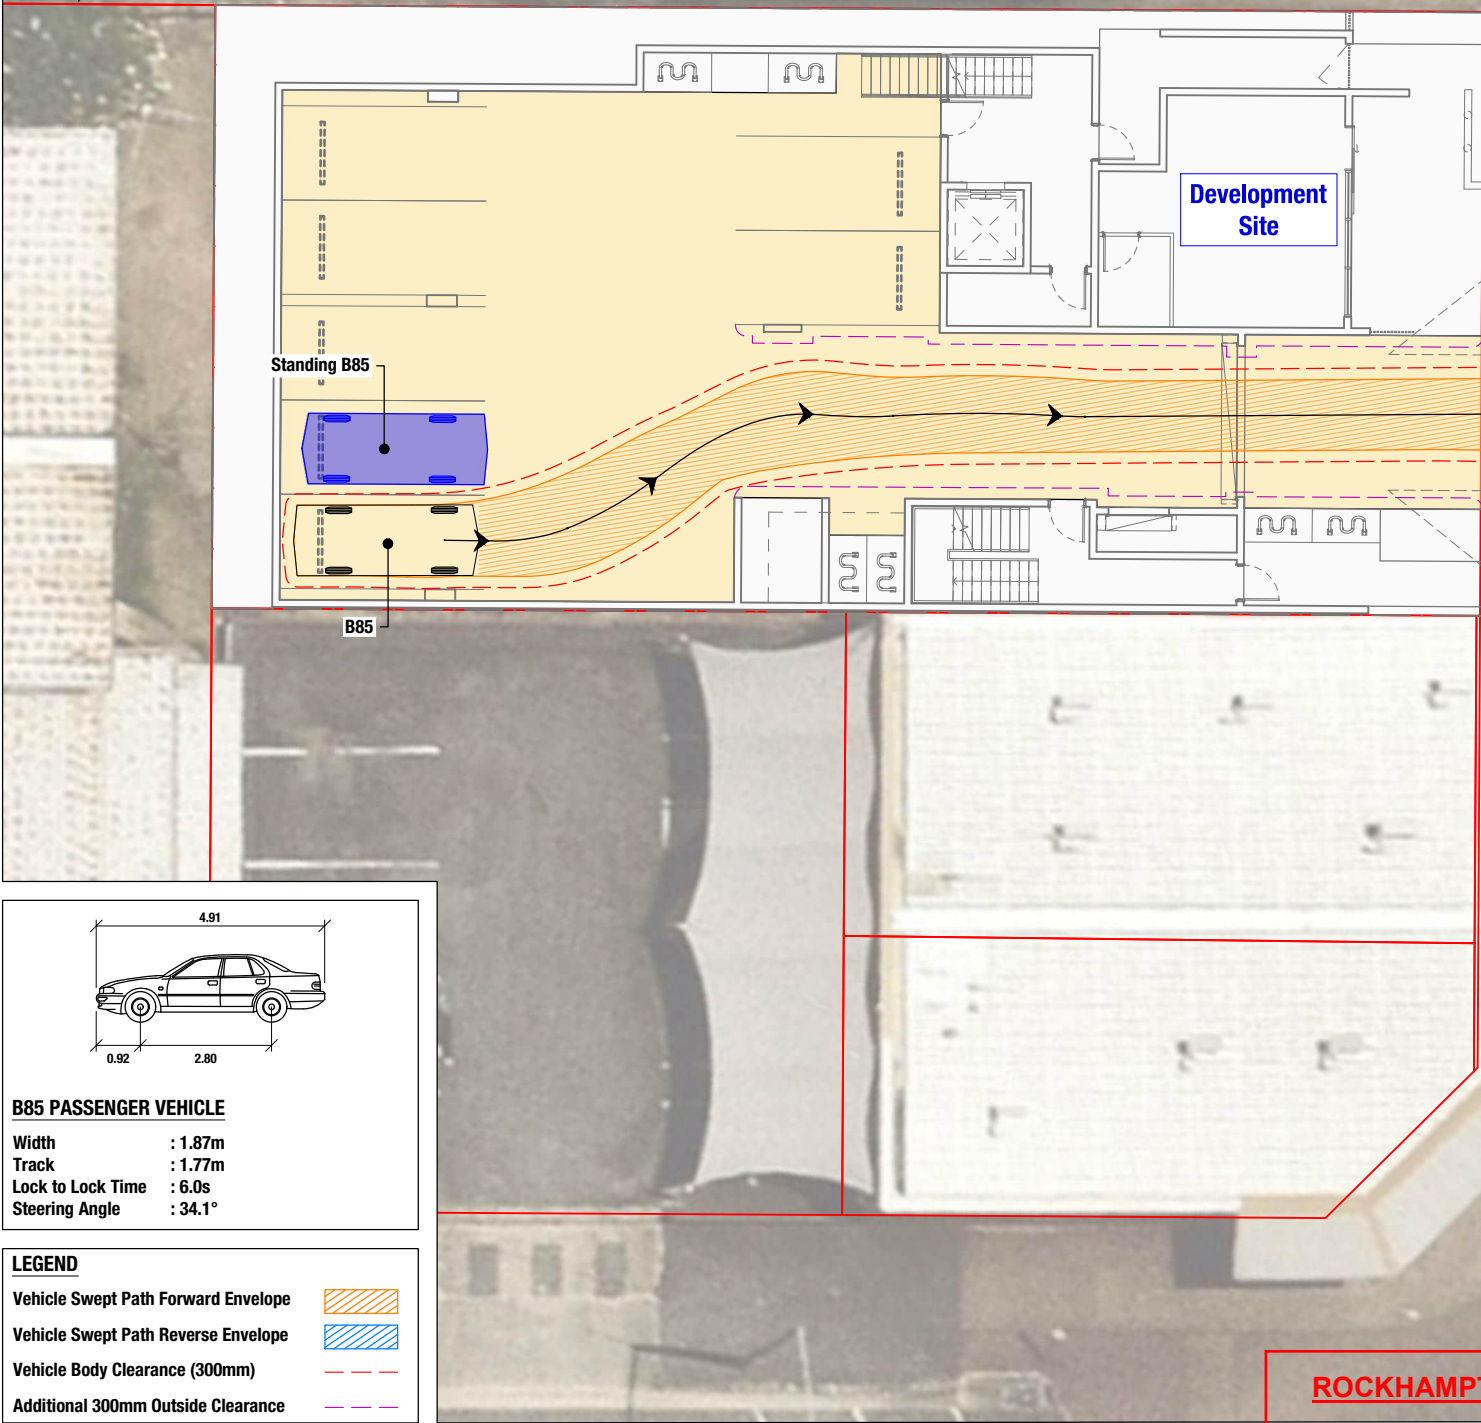 Development
Site
Standing B85
B85
4.91
0.92 2.80
B85 PASSENGER VEHICLE
Width : 1.87m
Track : 1.77m
Lock to Lock Time : 6.0s
Steering Angle : 34.1°
LEGEND
Vehicle Swept Path Forward Envelope
Vehicle Swept Path Reverse Envelope
Vehicle Body Clearance (300mm)
Additional 300mm Outside Clearance